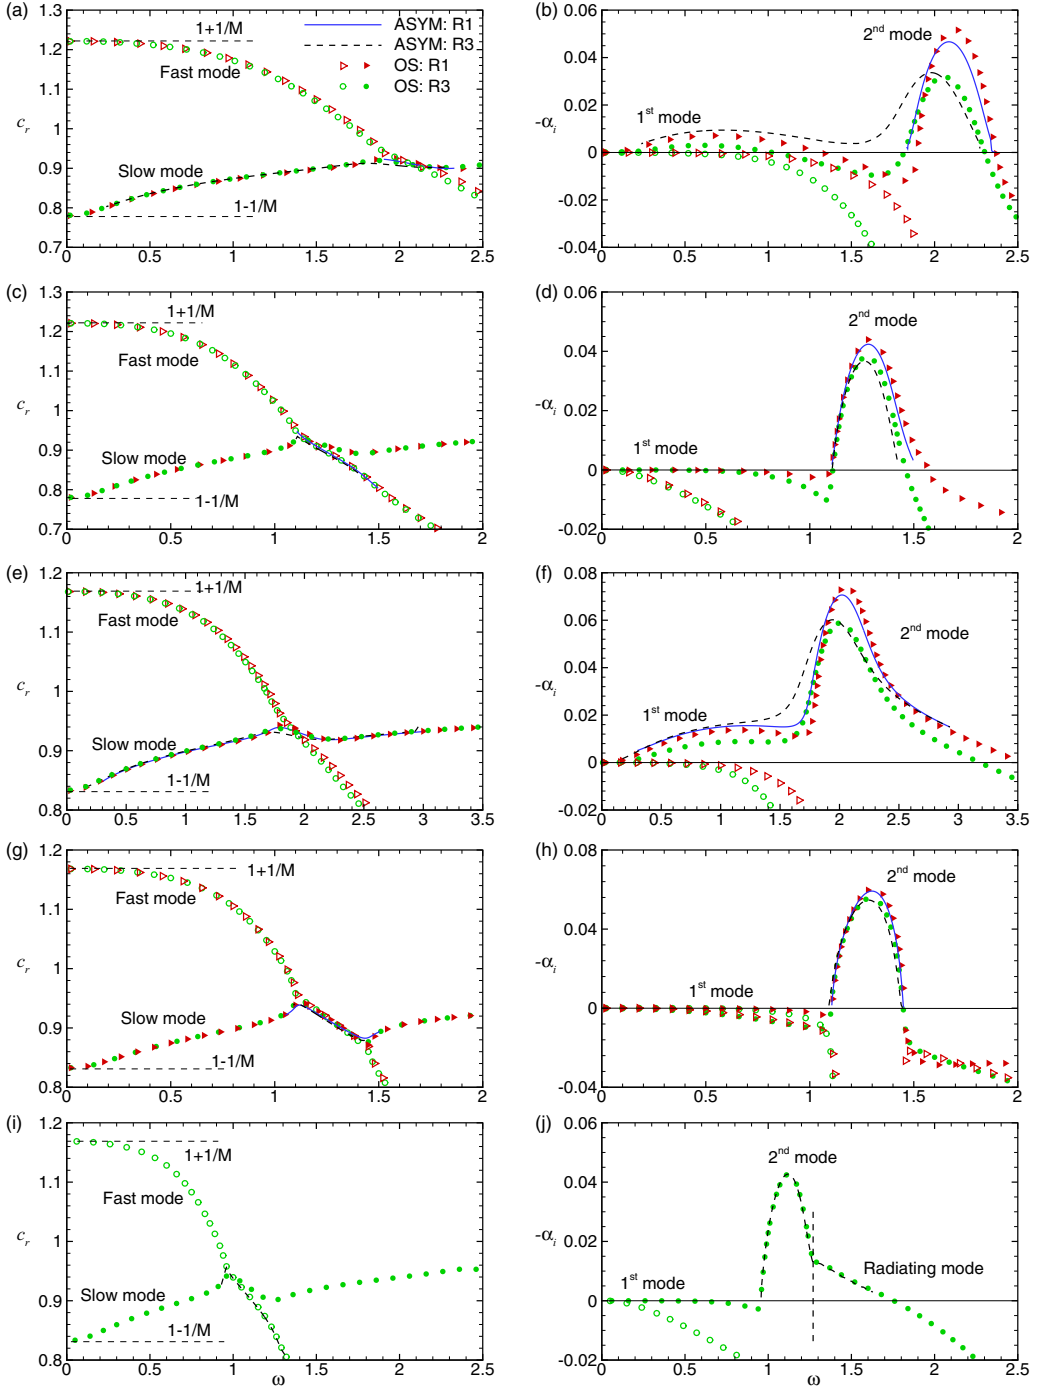 (a)
1.3
1.2
1.1
1
0.9
0.8
0.7
c_r
1+1/M
Fast mode
Slow mode
1-1/M
ASYM: R1
ASYM: R3
OS: R1
OS: R3
0 0.5 1 1.5 2 2.5
(b)
0.06
0.04
0.02
0
-0.02
-0.04
-α_i
1st mode
2nd mode
0 0.5 1 1.5 2 2.5
(c)
1.3
1.2
1.1
1
0.9
0.8
0.7
c_r
1+1/M
Fast mode
Slow mode
1-1/M
0 0.5 1 1.5 2
(d)
0.06
0.04
0.02
0
-0.02
-α_i
1st mode
2nd mode
0 0.5 1 1.5 2
(e)
1.2
1.1
1
0.9
0.8
c_r
1+1/M
Fast mode
Slow mode
1-1/M
0 0.5 1 1.5 2 2.5 3 3.5
(f)
0.08
0.06
0.04
0.02
0
-0.02
-α_i
1st mode
2nd mode
0 0.5 1 1.5 2 2.5 3 3.5
(g)
1.2
1.1
1
0.9
0.8
c_r
1+1/M
Fast mode
Slow mode
1-1/M
0 0.5 1 1.5 2
(h)
0.08
0.04
0
-0.04
-α_i
1st mode
2nd mode
0 0.5 1 1.5 2 2.5
(i)
1.2
1.1
1
0.9
0.8
c_r
1+1/M
Fast mode
Slow mode
1-1/M
0 0.5 1 1.5 2 2.5
ω
(j)
0.06
0.04
0.02
0
-0.02
-α_i
1st mode
2nd mode
Radiating mode
0 0.5 1 1.5 2 2.5
ω